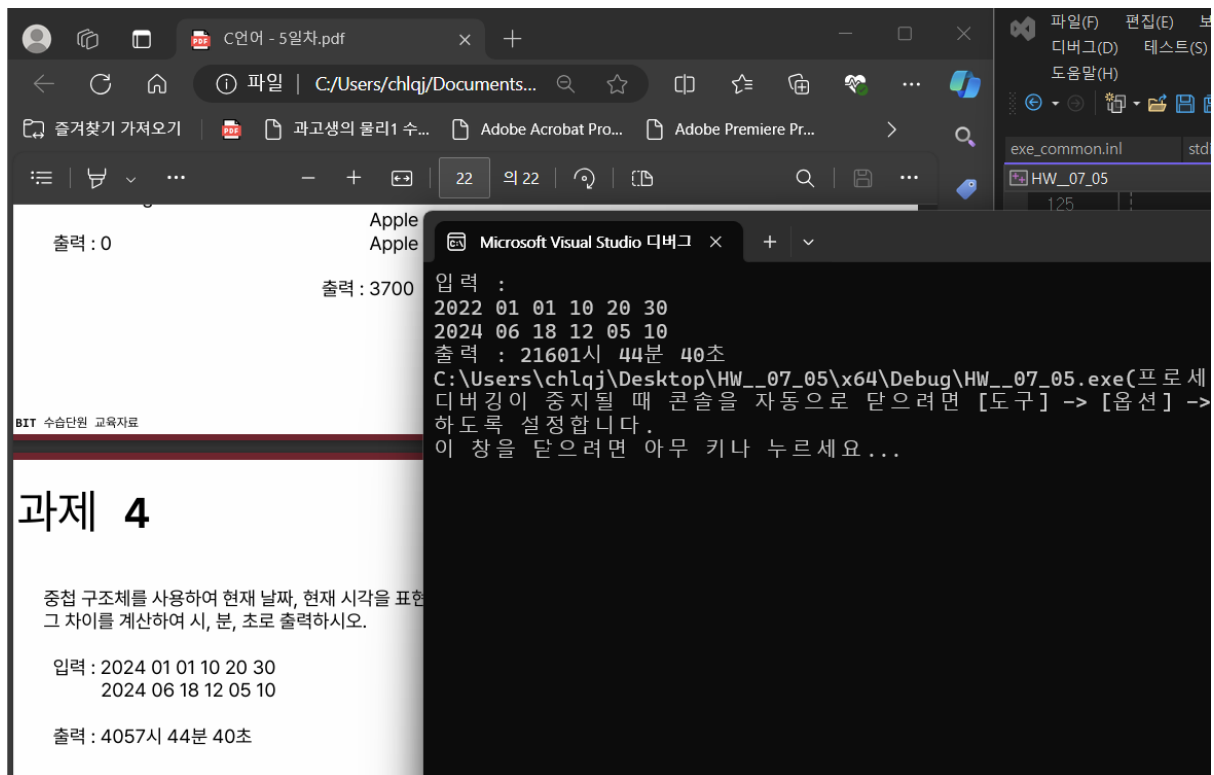 C언어 - 5일차.pdf
파일 | C:/Users/chlqj/Documents...
즐겨찾기 가져오기
과고생의 물리1 수...
Adobe Acrobat Pro...
Adobe Premiere Pr...
22 의 22
Apple
출력 : 0 Apple
출력 : 3700
BIT 수습단원 교육자료
과제 4
중첩 구조체를 사용하여 현재 날짜, 현재 시각을 표현
그 차이를 계산하여 시, 분, 초로 출력하시오.
입력 : 2024 01 01 10 20 30
2024 06 18 12 05 10
출력 : 4057시 44분 40초
파일(F) 편집(E)
디버그(D) 테스트(S)
도움말(H)
exe_common.inl
HW__07_05
125
Microsoft Visual Studio 디버그
입력 :
2022 01 01 10 20 30
2024 06 18 12 05 10
출력 : 21601시 44분 40초
C:\Users\chlqj\Desktop\HW__07_05\x64\Debug\HW__07_05.exe(프로세
디버깅이 중지될 때 콘솔을 자동으로 닫으려면 [도구] -> [옵션] ->
하도록 설정합니다.
이 창을 닫으려면 아무 키나 누르세요...